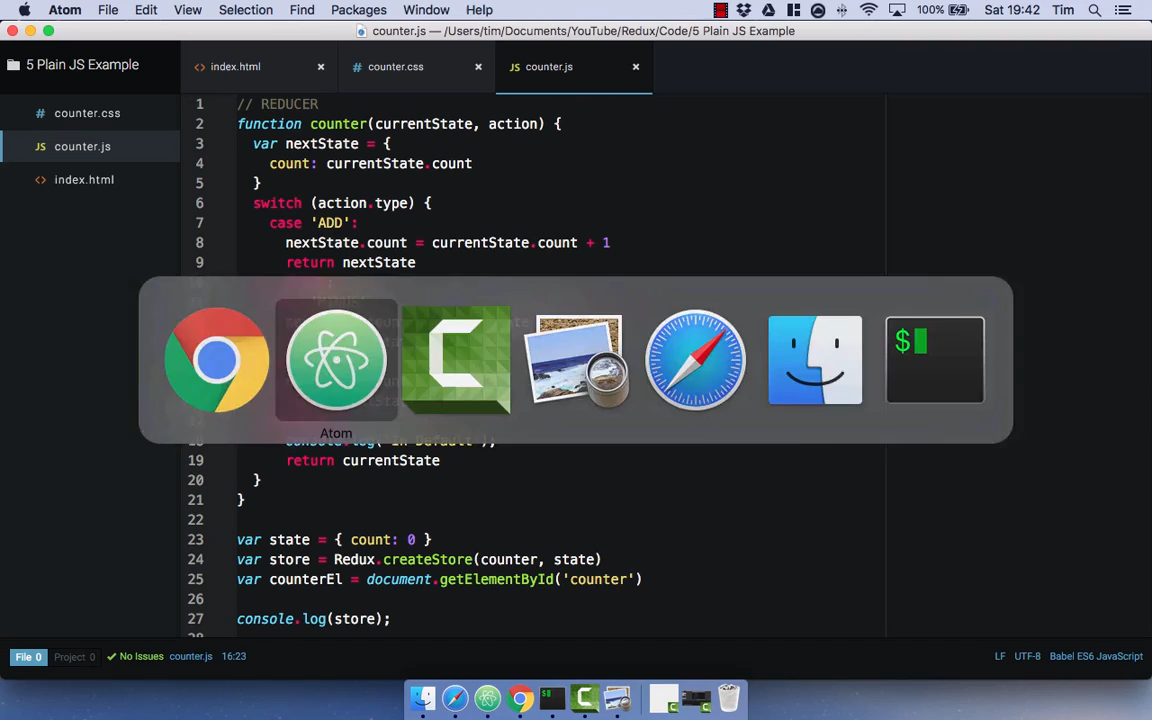 Atom File Edit View Selection Find Packages Window Help 100% Sat 19:42 Tim
counter.js — /Users/tim/Documents/YouTube/Redux/Code/5 Plain JS Example
5 Plain JS Example
index.html
counter.css
counter.js
counter.css
counter.js
index.html
1 // REDUCER
2 function counter(currentState, action) {
3 var nextState = {
4 count: currentState.count
5 }
6 switch (action.type) {
7 case 'ADD':
8 nextState.count = currentState.count + 1
9 return nextState
$
Atom
console.log('In Default');
19 return currentState
20 }
21 }
22
23 var state = { count: 0 }
24 var store = Redux.createStore(counter, state)
25 var counterEl = document.getElementById('counter')
26
27 console.log(store);
File 0 Project 0 No Issues counter.js 16:23 LF UTF-8 Babel ES6 JavaScript